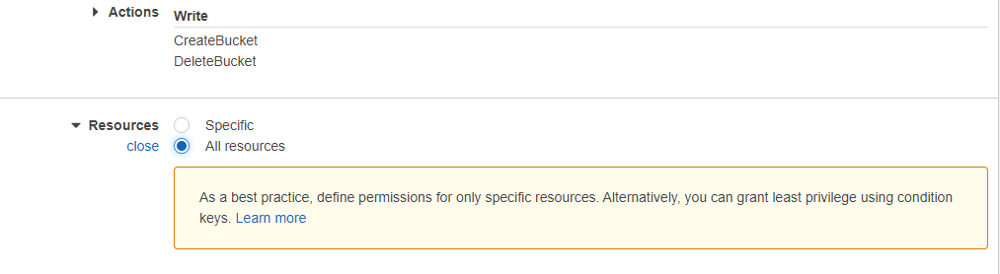 Actions Write
CreateBucket
DeleteBucket
Resources Specific
close All resources
As a best practice, define permissions for only specific resources. Alternatively, you can grant least privilege using condition
keys. Learn more